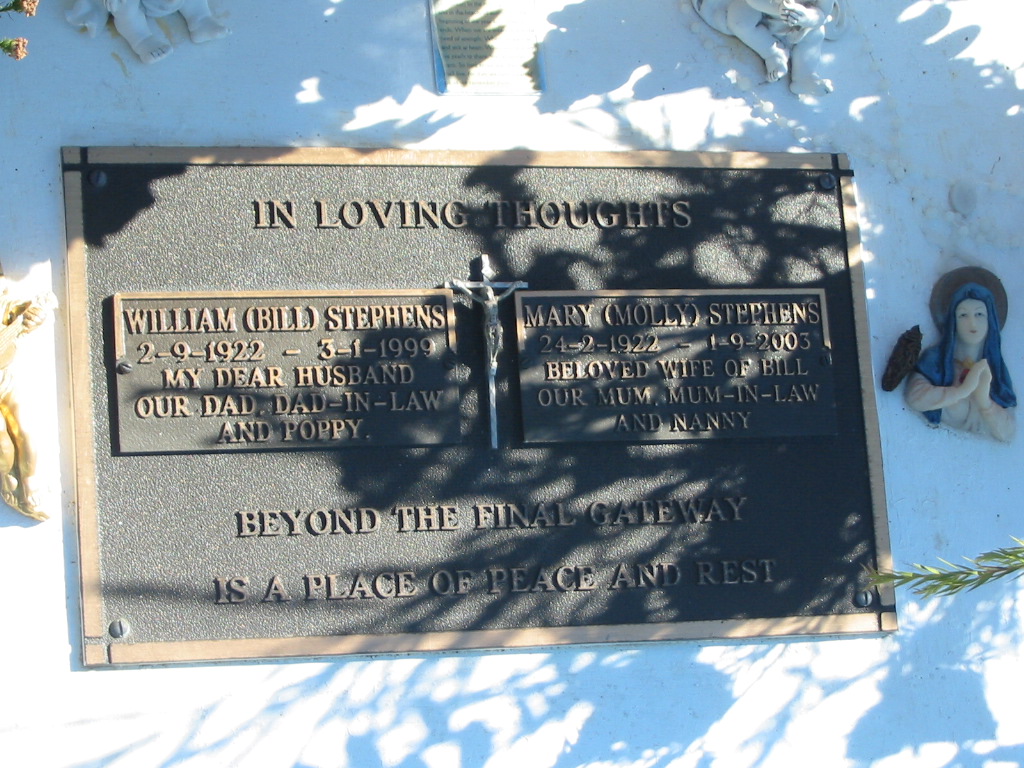 IN LOVING THOUGHTS
WILLIAM (BILL) STEPHENS
2-9-1922 - 3-1-1999
MY DEAR HUSBAND
OUR DAD, DAD-IN-LAW
AND POPPY.
MARY (MOLLY) STEPHENS
24-2-1922 - 1-9-2003
BELOVED WIFE OF BILL
OUR MUM, MUM-IN-LAW
AND NANNY
BEYOND THE FINAL GATEWAY
IS A PLACE OF PEACE AND REST